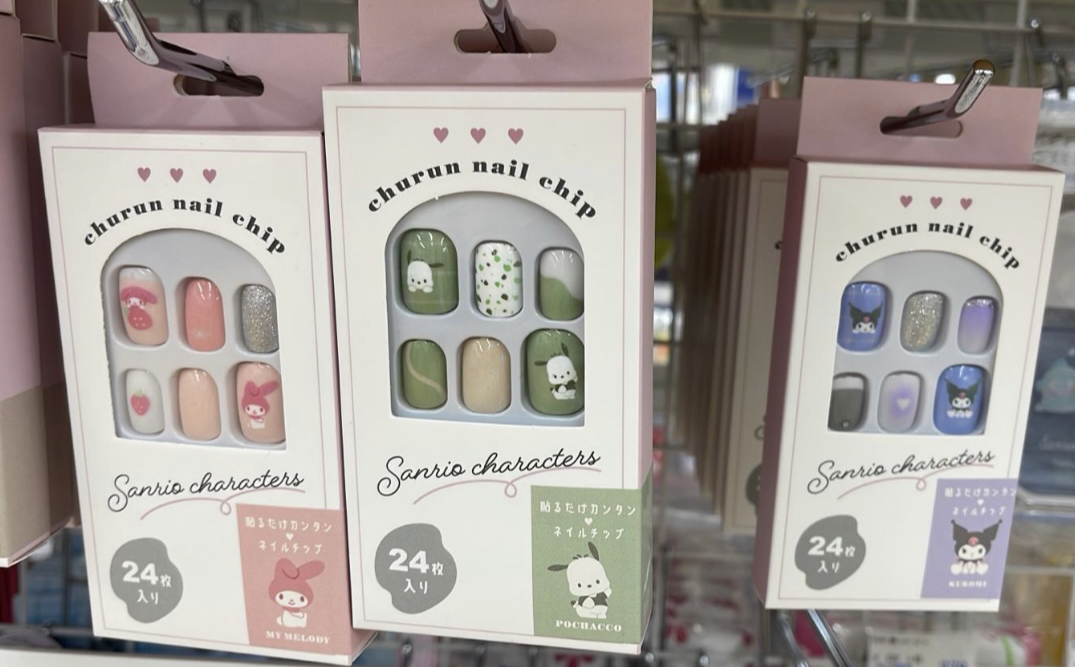 churun nail chip
Sanrio characters
24枚
入り
貼るだけカンタン
ネイルチップ
MY MELODY
churun nail chip
Sanrio characters
24枚
入り
貼るだけカンタン
ネイルチップ
POCHACCO
churun nail chip
Sanrio characters
24枚
入り
貼るだけカンタン
ネイルチップ
KUROMI